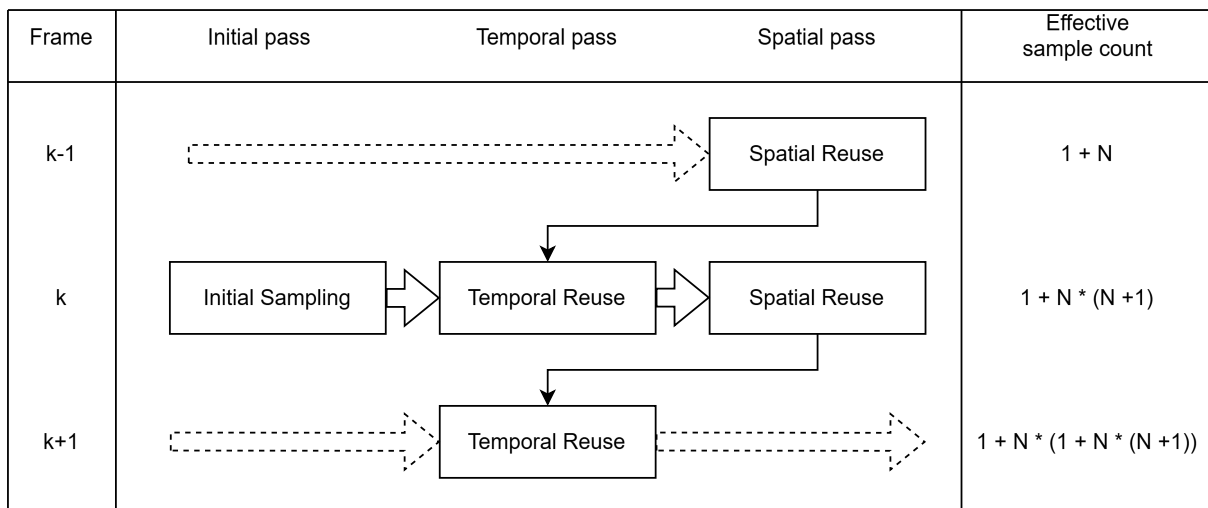 Frame
Initial pass
Temporal pass
Spatial pass
Effective
sample count
k-1
Spatial Reuse
1 + N
k
Initial Sampling
Temporal Reuse
Spatial Reuse
1 + N * (N +1)
k+1
Temporal Reuse
1 + N * (1 + N * (N +1))